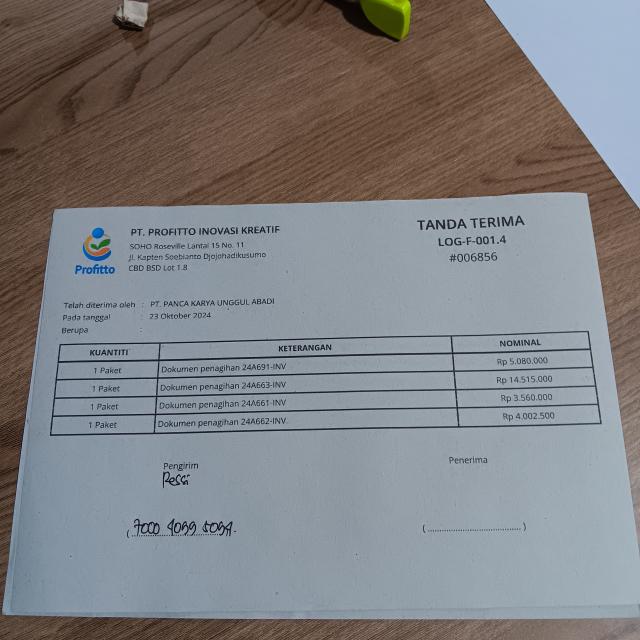 PT. PROFITTO INOVASI KREATIF
SOHO Roseville Lantai 15 No. 11
Jl. Kapten Soebianto Djojohadikusumo
CBD BSD Lot 1.8
Profitto
TANDA TERIMA
LOG-F-001.4
#006856
Telah diterima oleh : PT. PANCA KARYA UNGGUL ABADI
Pada tanggal : 23 Oktober 2024
Berupa :
KUANTITI KETERANGAN NOMINAL
1 Paket Dokumen penagihan 24A691-INV Rp 5.080.000
1 Paket Dokumen penagihan 24A663-INV Rp 14.515.000
1 Paket Dokumen penagihan 24A661-INV Rp 3.560.000
1 Paket Dokumen penagihan 24A662-INV Rp 4.002.500
Pengirim Penerima
(..............................)